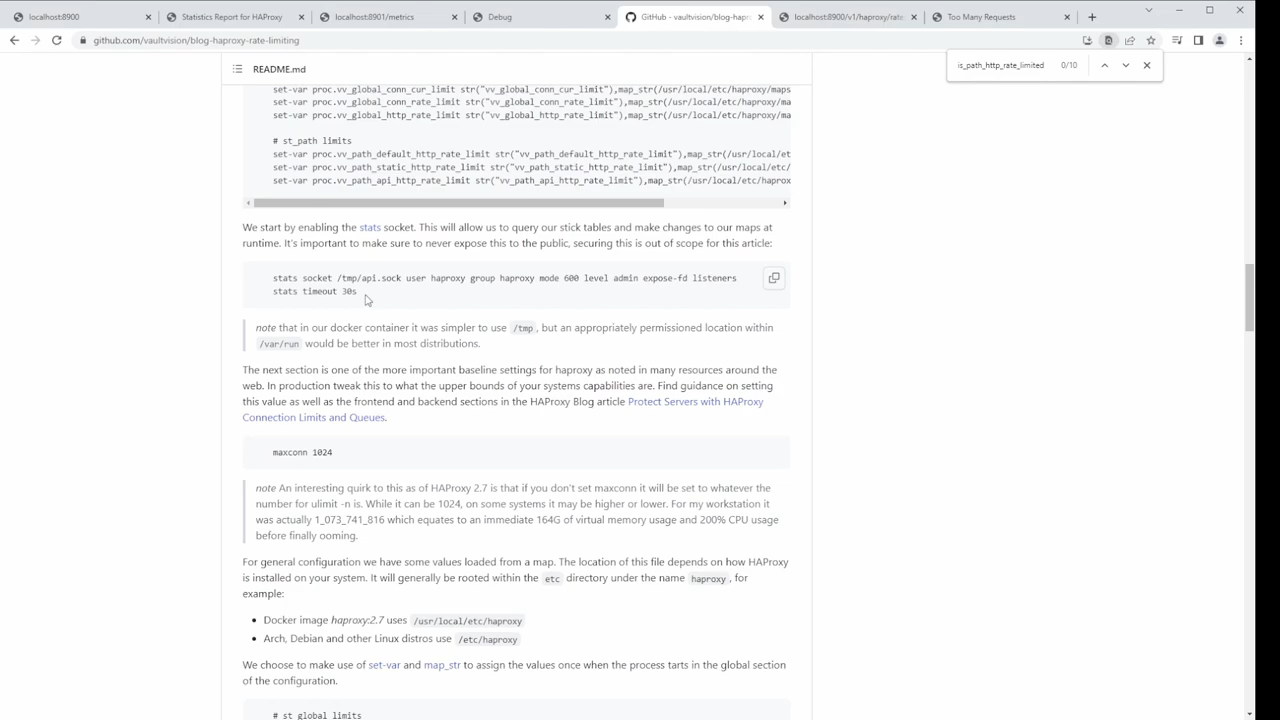 localhost:8900
Statistics Report for HAProxy
localhost:8901/metrics
Debug
GitHub - vaultvision/blog-hapro
localhost:8900/v1/haproxy/rate
Too Many Requests
github.com/vaultvision/blog-haproxy-rate-limiting
is_path_http_rate_limited 0/10
README.md
set-var proc.vv_global_conn_cur_limit str("vv_global_conn_cur_limit"),map_str(/usr/local/etc/haproxy/maps
set-var proc.vv_global_conn_rate_limit str("vv_global_conn_rate_limit"),map_str(/usr/local/etc/haproxy/ma
set-var proc.vv_global_http_rate_limit str("vv_global_http_rate_limit"),map_str(/usr/local/etc/haproxy/ma
# st_path limits
set-var proc.vv_path_default_http_rate_limit str("vv_path_default_http_rate_limit"),map_str(/usr/local/et
set-var proc.vv_path_static_http_rate_limit str("vv_path_static_http_rate_limit"),map_str(/usr/local/etc/
set-var proc.vv_path_api_http_rate_limit str("vv_path_api_http_rate_limit"),map_str(/usr/local/etc/haprox
We start by enabling the stats socket. This will allow us to query our stick tables and make changes to our maps at
runtime. It's important to make sure to never expose this to the public, securing this is out of scope for this article:
stats socket /tmp/api.sock user haproxy group haproxy mode 600 level admin expose-fd listeners
stats timeout 30s
note that in our docker container it was simpler to use /tmp, but an appropriately permissioned location within
/var/run would be better in most distributions.
The next section is one of the more important baseline settings for haproxy as noted in many resources around the
web. In production tweak this to what the upper bounds of your systems capabilities are. Find guidance on setting
this value as well as the frontend and backend sections in the HAProxy Blog article Protect Servers with HAProxy
Connection Limits and Queues.
maxconn 1024
note An interesting quirk to this as of HAProxy 2.7 is that if you don't set maxconn it will be set to whatever the
number for ulimit -n is. While it can be 1024, on some systems it may be higher or lower. For my workstation it
was actually 1_073_741_816 which equates to an immediate 164G of virtual memory usage and 200% CPU usage
before finally ooming.
For general configuration we have some values loaded from a map. The location of this file depends on how HAProxy
is installed on your system. It will generally be rooted within the etc directory under the name haproxy, for
example:
• Docker image haproxy:2.7 uses /usr/local/etc/haproxy
• Arch, Debian and other Linux distros use /etc/haproxy
We choose to make use of set-var and map_str to assign the values once when the process tarts in the global section
of the configuration.
# st global limits